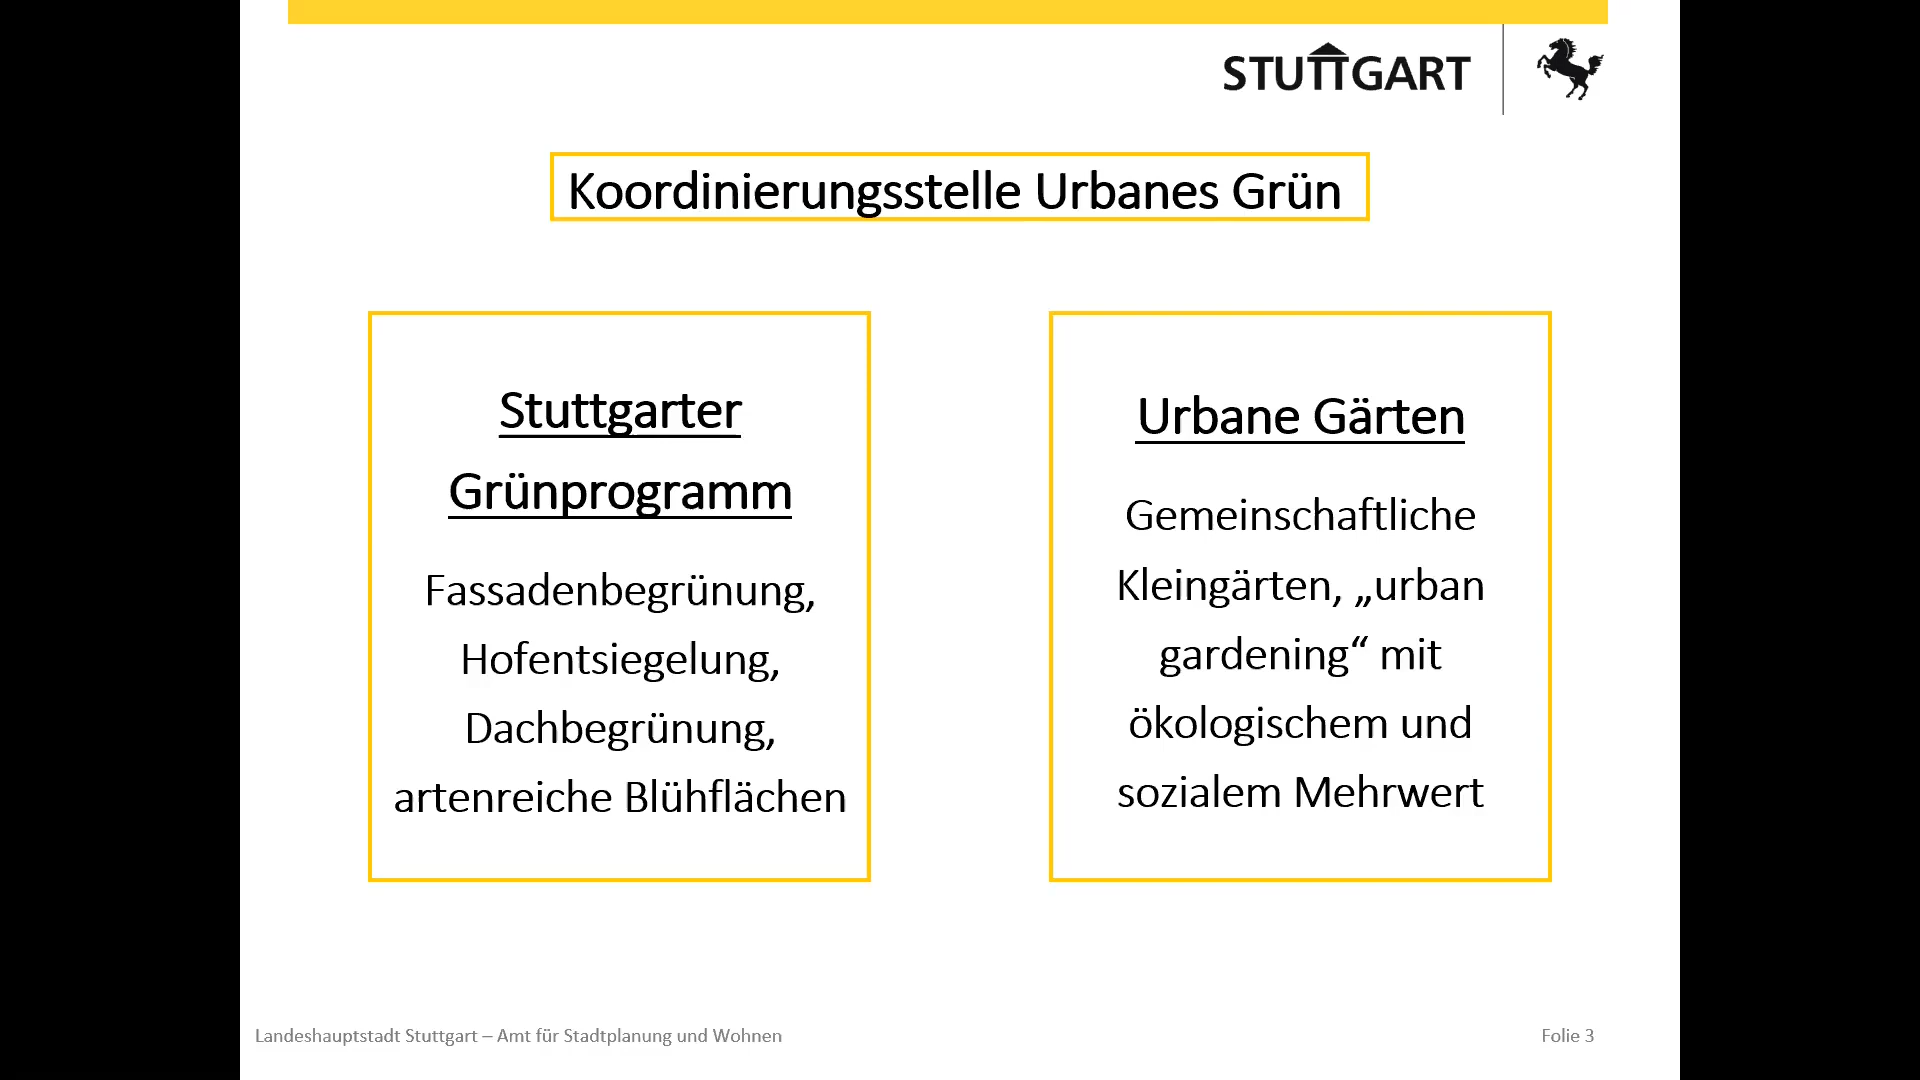 STUTTGART
Koordinierungsstelle Urbanes Grün
Stuttgarter
Grünprogramm
Fassadenbegrünung,
Hofentsiegelung,
Dachbegrünung,
artenreiche Blühflächen
Urbane Gärten
Gemeinschaftliche
Kleingärten, „urban
gardening“ mit
ökologischem und
sozialem Mehrwert
Landeshauptstadt Stuttgart – Amt für Stadtplanung und Wohnen
Folie 3